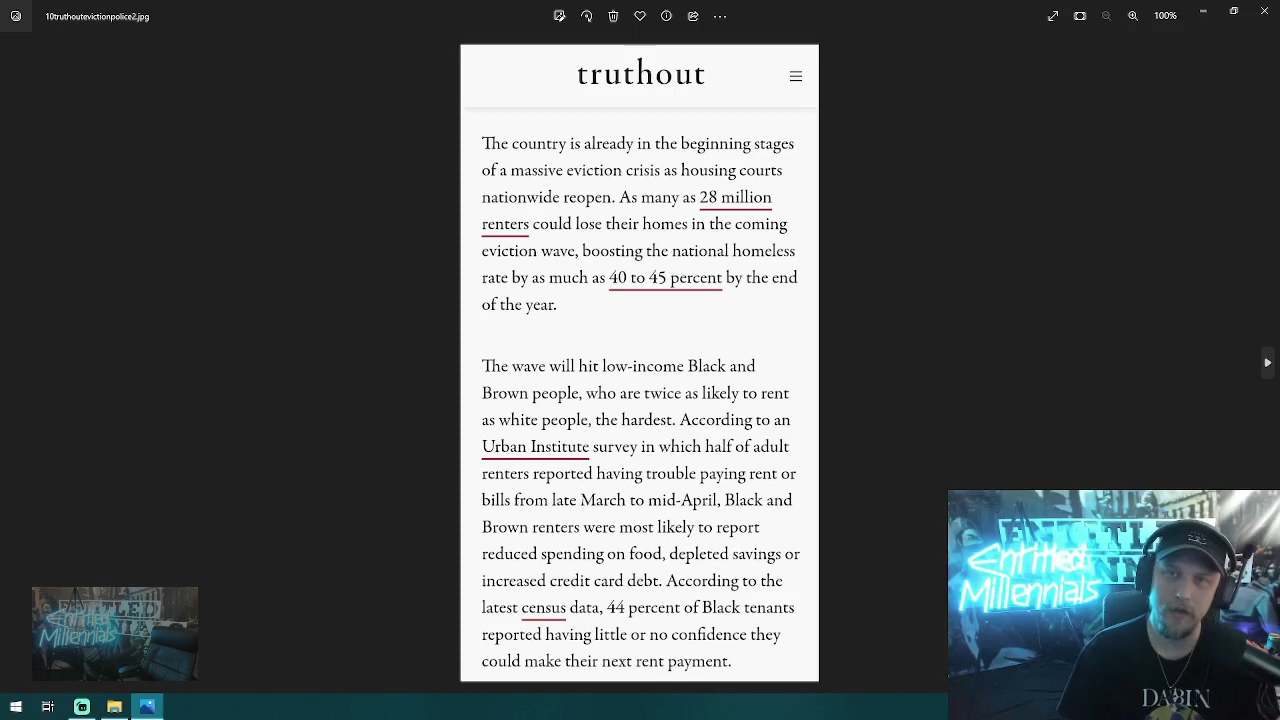 10truthoutevictionpolice2.jpg
100%
truthout
The country is already in the beginning stages
of a massive eviction crisis as housing courts
nationwide reopen. As many as 28 million
renters could lose their homes in the coming
eviction wave, boosting the national homeless
rate by as much as 40 to 45 percent by the end
of the year.
The wave will hit low-income Black and
Brown people, who are twice as likely to rent
as white people, the hardest. According to an
Urban Institute survey in which half of adult
renters reported having trouble paying rent or
bills from late March to mid-April, Black and
Brown renters were most likely to report
reduced spending on food, depleted savings or
increased credit card debt. According to the
latest census data, 44 percent of Black tenants
reported having little or no confidence they
could make their next rent payment.
Entitled
Millennials
Entitled
Millennials
DABIN